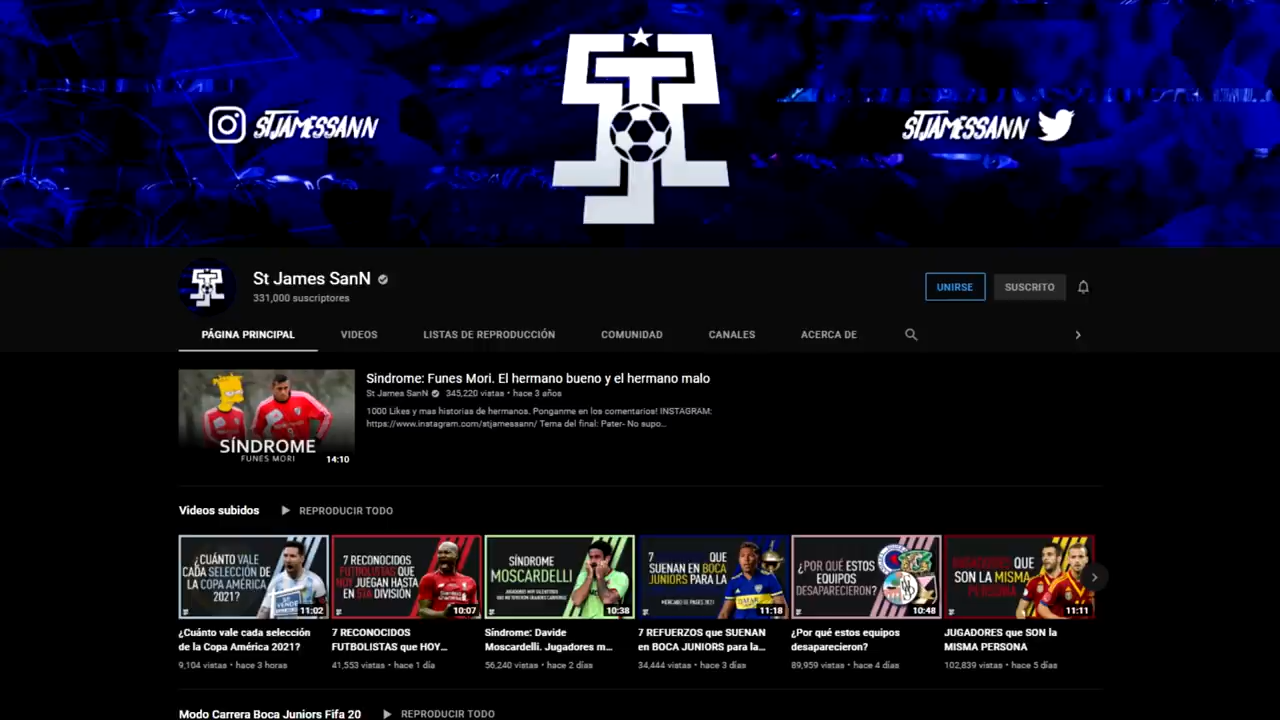 STJAMESSANN
STJAMESSANN
St James SanN
331,000 suscriptores
UNIRSE
SUSCRITO
PÁGINA PRINCIPAL
VIDEOS
LISTAS DE REPRODUCCIÓN
COMUNIDAD
CANALES
ACERCA DE
SÍNDROME
FUNES MORI
14:10
Síndrome: Funes Mori. El hermano bueno y el hermano malo
St James SanN 345,220 vistas • hace 3 años
1000 Likes y mas historias de hermanos. Ponganme en los comentarios! INSTAGRAM:
https://www.instagram.com/stjamessann/ Tema del final: Pater- No supo...
Videos subidos
REPRODUCIR TODO
¿CUÁNTO VALE
CADA SELECCIÓN DE
LA COPA AMÉRICA
2021?
11:02
7 RECONOCIDOS
FUTBOLISTAS QUE
HOY JUEGAN HASTA
EN 5TA DIVISIÓN
10:07
SÍNDROME
MOSCARDELLI
10:38
7 QUE
SUENAN EN BOCA
JUNIORS PARA LA
MERCADO DE PASES 2021
11:18
¿POR QUÉ ESTOS
EQUIPOS
DESAPARECIERON?
10:48
JUGADORES QUE
SON LA MISMA
PERSONA
11:11
¿Cuánto vale cada selección
de la Copa América 2021?
9,104 vistas • hace 3 horas
7 RECONOCIDOS
FUTBOLISTAS que HOY...
41,553 vistas • hace 1 día
Síndrome: Davide
Moscardelli. Jugadores m...
56,240 vistas • hace 2 días
7 REFUERZOS que SUENAN
en BOCA JUNIORS para la...
34,444 vistas • hace 3 días
¿Por qué estos equipos
desaparecieron?
89,959 vistas • hace 4 días
JUGADORES que SON la
MISMA PERSONA
102,839 vistas • hace 5 días
Modo Carrera Boca Juniors Fifa 20
REPRODUCIR TODO